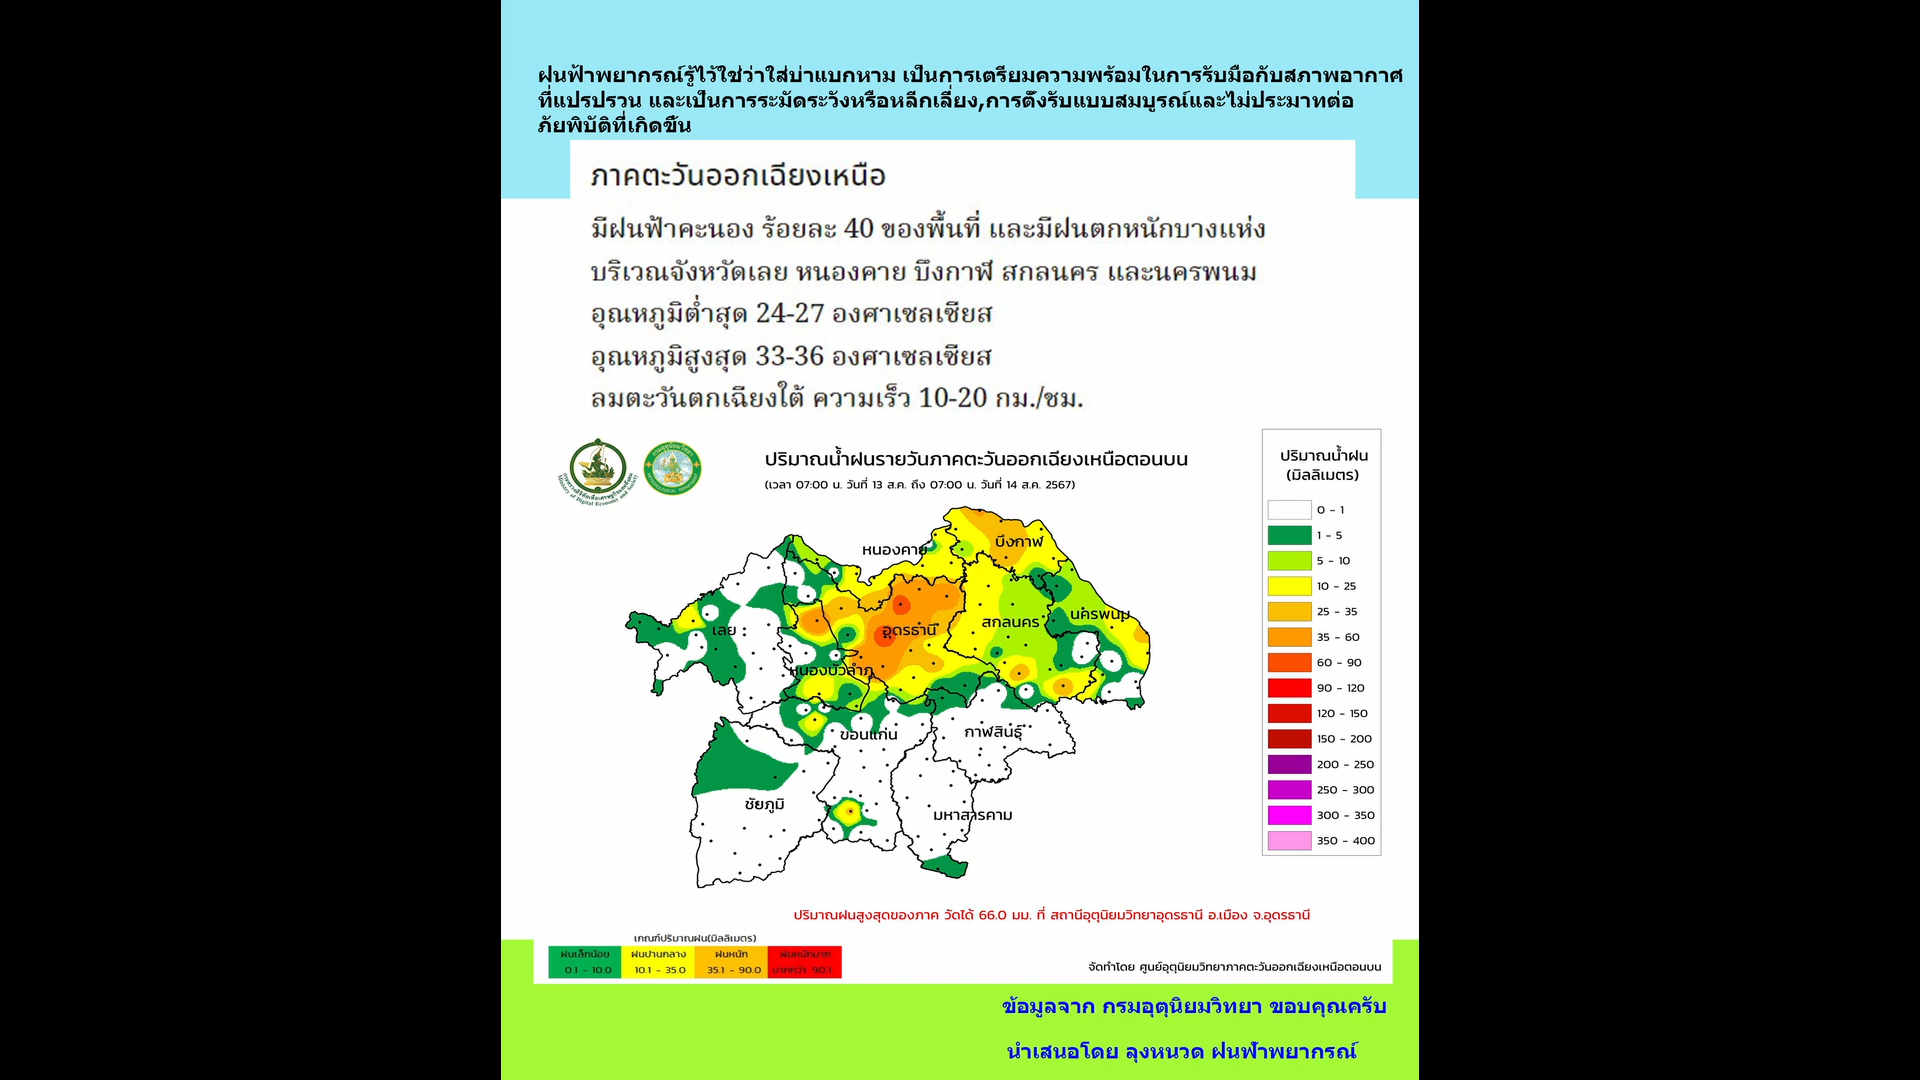 ฝนฟ้าพยากรณ์รู้ไว้ใช่ว่าใส่บ่าแบกหาม เป็นการเตรียมความพร้อมในการรับมือกับสภาพอากาศ
ที่แปรปรวน และเป็นการระมัดระวังหรือหลีกเลี่ยง,การตั้งรับแบบสมบูรณ์และไม่ประมาทต่อ
ภัยพิบัติที่เกิดขึ้น
ภาคตะวันออกเฉียงเหนือ
มีฝนฟ้าคะนอง ร้อยละ 40 ของพื้นที่ และมีฝนตกหนักบางแห่ง
บริเวณจังหวัดเลย หนองคาย บึงกาฬ สกลนคร และนครพนม
อุณหภูมิต่ำสุด 24-27 องศาเซลเซียส
อุณหภูมิสูงสุด 33-36 องศาเซลเซียส
ลมตะวันตกเฉียงใต้ ความเร็ว 10-20 กม./ชม.
ปริมาณน้ำฝนรายวันภาคตะวันออกเฉียงเหนือตอนบน
(เวลา 07:00 น. วันที่ 13 ส.ค. ถึง 07:00 น. วันที่ 14 ส.ค. 2567)
ปริมาณน้ำฝน
(มิลลิเมตร)
0 - 1
1 - 5
5 - 10
10 - 25
25 - 35
35 - 60
60 - 90
90 - 120
120 - 150
150 - 200
200 - 250
250 - 300
300 - 350
350 - 400
หนองคาย
บึงกาฬ
เลย
อุดรธานี
สกลนคร
นครพนม
หนองบัวลำภู
ขอนแก่น
กาฬสินธุ์
ชัยภูมิ
มหาสารคาม
ปริมาณฝนสูงสุดของภาค วัดได้ 66.0 มม. ที่ สถานีอุตุนิยมวิทยาอุดรธานี อ.เมือง จ.อุดรธานี
เกณฑ์ปริมาณฝน(มิลลิเมตร)
ฝนเล็กน้อย ฝนปานกลาง ฝนหนัก ฝนหนักมาก
0.1 - 10.0 10.1 - 35.0 35.1 - 90.0 มากกว่า 90.1
จัดทำโดย ศูนย์อุตุนิยมวิทยาภาคตะวันออกเฉียงเหนือตอนบน
ข้อมูลจาก กรมอุตุนิยมวิทยา ขอบคุณครับ
นำเสนอโดย ลุงหนวด ฝนฟ้าพยากรณ์